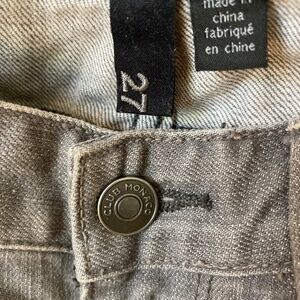 made in
china
fabriqué
en chine
27
CLUB MONACO